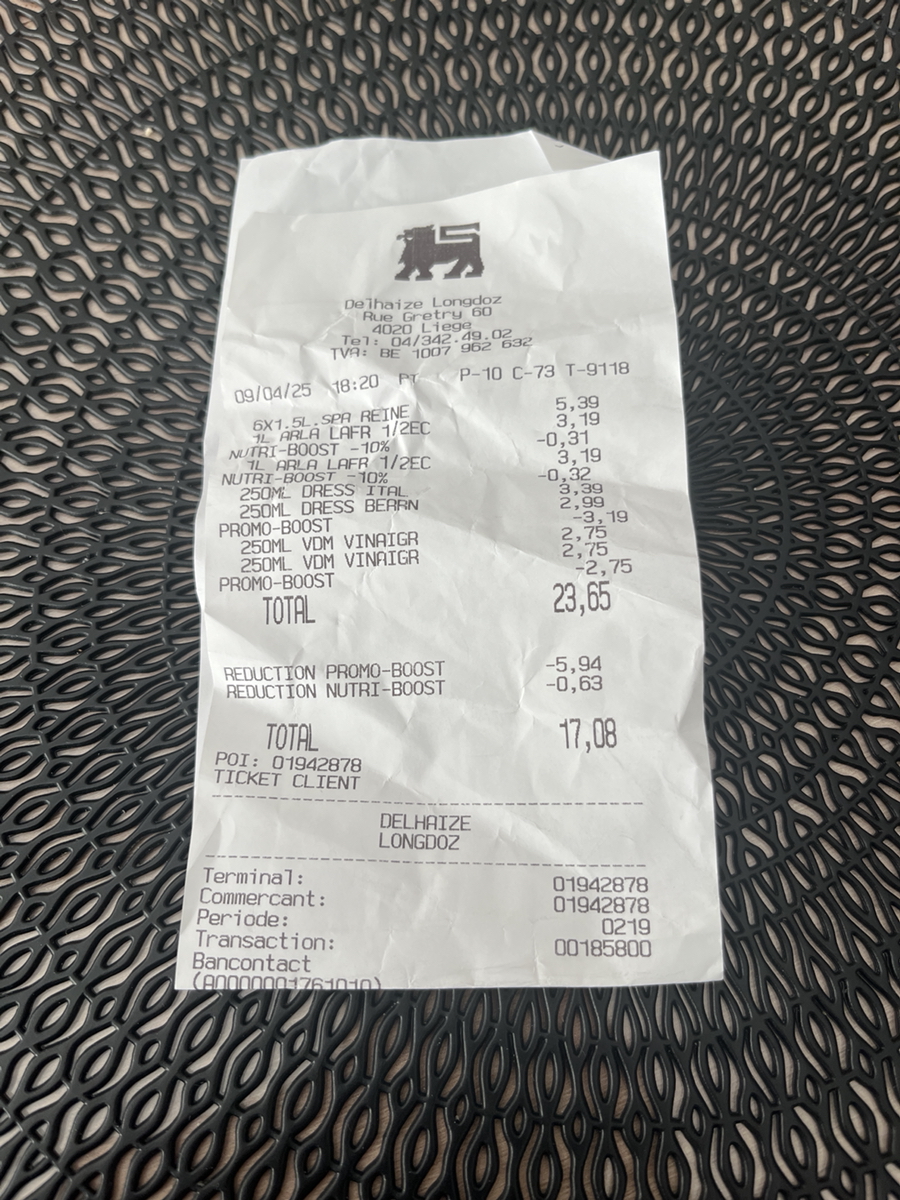 Delhaize Longdoz
Rue Gretry 60
4020 Liege
Tel: 04/342.49.02
TVA: BE 1007 962 632
09/04/25 18:20 PT P-10 C-73 T-9118
6X1.5L.SPA REINE 5,39
1L ARLA LAFR 1/2EC 3,19
NUTRI-BOOST -10% -0,31
1L ARLA LAFR 1/2EC 3,19
NUTRI-BOOST -10% -0,32
250ML DRESS ITAL 3,39
250ML DRESS BEARN 2,99
PROMO-BOOST -3,19
250ML VDM VINAIGR 2,75
250ML VDM VINAIGR 2,75
PROMO-BOOST -2,75
TOTAL 23,65
REDUCTION PROMO-BOOST -5,94
REDUCTION NUTRI-BOOST -0,63
TOTAL 17,08
POI: 01942878
TICKET CLIENT
DELHAIZE
LONGDOZ
Terminal: 01942878
Commercant: 01942878
Periode: 0219
Transaction: 00185800
Bancontact
(A0000001761010)